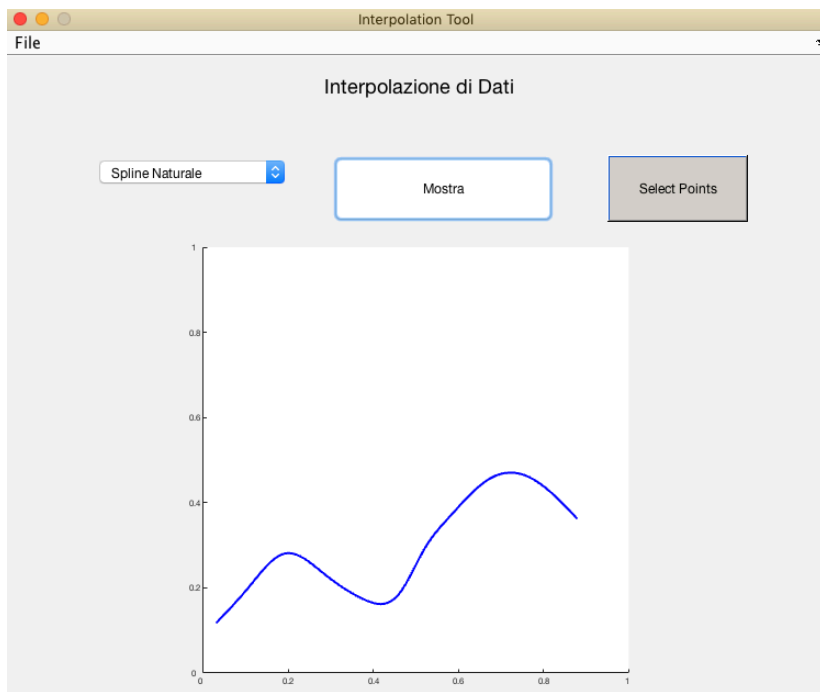 Interpolation Tool
File
Interpolazione di Dati
Spline Naturale
Mostra
Select Points
1
0.8
0.6
0.4
0.2
0
0 0.2 0.4 0.6 0.8 1